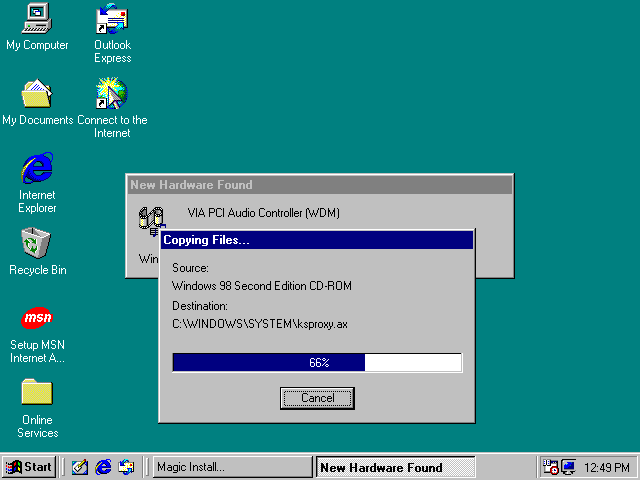 My Computer
Outlook
Express
My Documents
Connect to the
Internet
Internet
Explorer
Recycle Bin
msn
Setup MSN
Internet A...
Online
Services
New Hardware Found
VIA PCI Audio Controller (WDM)
Win
Copying Files...
Source:
Windows 98 Second Edition CD-ROM
Destination:
C:\WINDOWS\SYSTEM\ksproxy.ax
66%
Cancel
Start
Magic Install...
New Hardware Found
12:49 PM